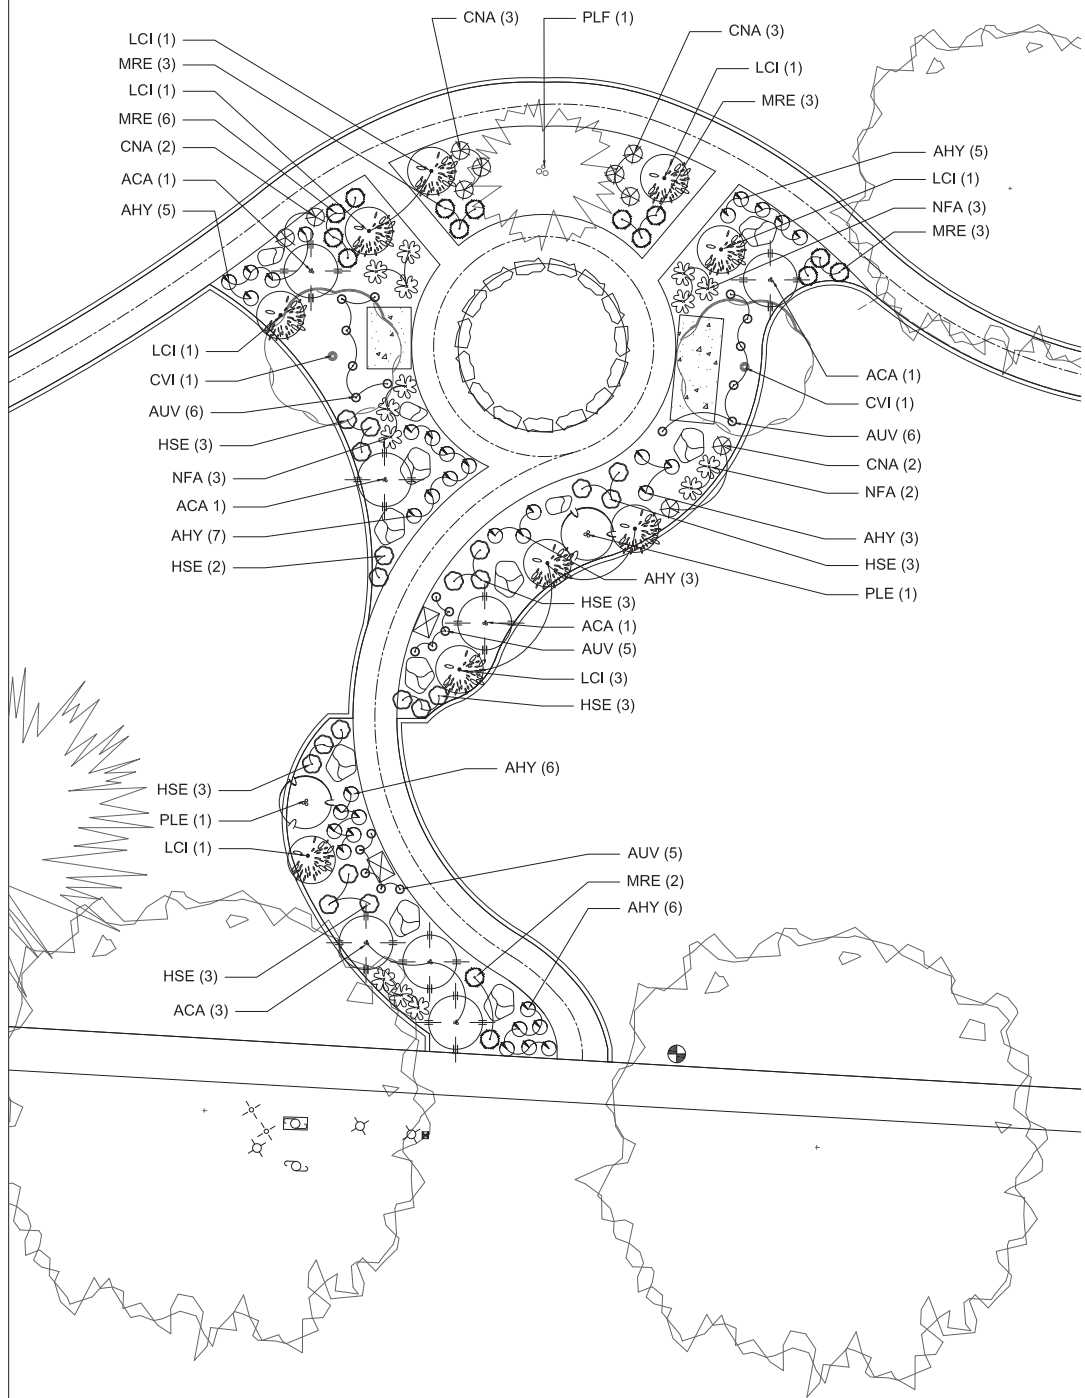 CNA (3)
PLF (1)
LCI (1)
CNA (3)
MRE (3)
LCI (1)
LCI (1)
MRE (3)
MRE (6)
CNA (2)
AHY (5)
ACA (1)
LCI (1)
AHY (5)
NFA (3)
MRE (3)
LCI (1)
CVI (1)
ACA (1)
AUV (6)
CVI (1)
HSE (3)
AUV (6)
NFA (3)
CNA (2)
ACA 1)
NFA (2)
AHY (7)
AHY (3)
HSE (2)
HSE (3)
AHY (3)
PLE (1)
HSE (3)
ACA (1)
AUV (5)
LCI (3)
HSE (3)
AHY (6)
HSE (3)
PLE (1)
LCI (1)
AUV (5)
MRE (2)
AHY (6)
HSE (3)
ACA (3)